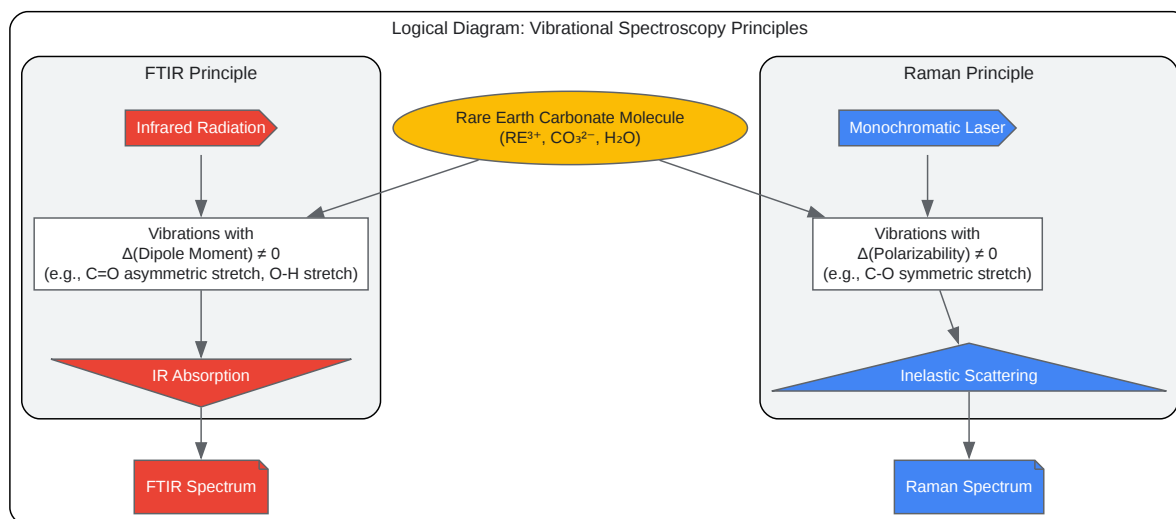 Logical Diagram: Vibrational Spectroscopy Principles
FTIR Principle
Infrared Radiation
Rare Earth Carbonate Molecule
(RE³⁺, CO₃²⁻, H₂O)
Raman Principle
Monochromatic Laser
Vibrations with
Δ(Dipole Moment) ≠ 0
(e.g., C=O asymmetric stretch, O-H stretch)
Vibrations with
Δ(Polarizability) ≠ 0
(e.g., C-O symmetric stretch)
IR Absorption
Inelastic Scattering
FTIR Spectrum
Raman Spectrum